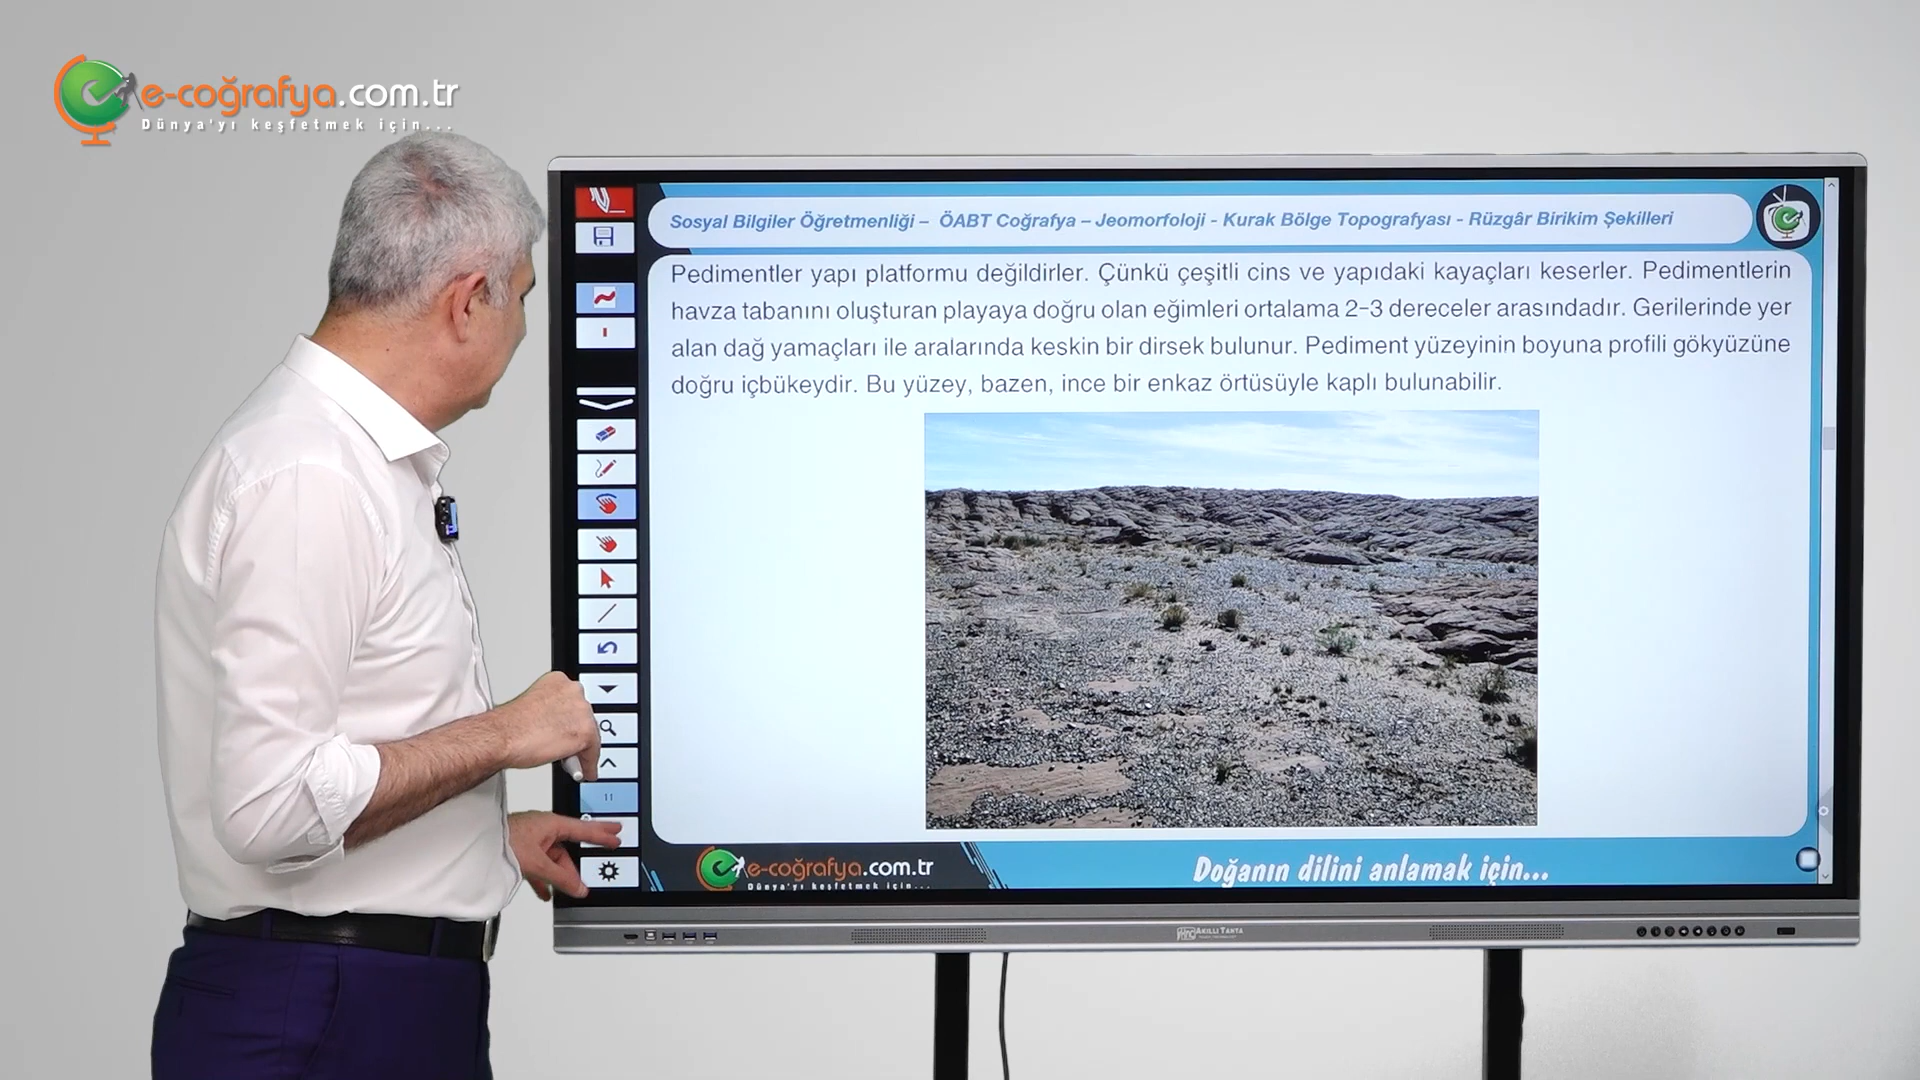 e-coğrafya.com.tr
Dünya'yı keşfetmek için...
Sosyal Bilgiler Öğretmenliği – ÖABT Coğrafya – Jeomorfoloji - Kurak Bölge Topografyası - Rüzgâr Birikim Şekilleri
Pedimentler yapı platformu değildirler. Çünkü çeşitli cins ve yapıdaki kayaçları keserler. Pedimentlerin
havza tabanını oluşturan playaya doğru olan eğimleri ortalama 2-3 dereceler arasındadır. Gerilerinde yer
alan dağ yamaçları ile aralarında keskin bir dirsek bulunur. Pediment yüzeyinin boyuna profili gökyüzüne
doğru içbükeydir. Bu yüzey, bazen, ince bir enkaz örtüsüyle kaplı bulunabilir.
11
e-coğrafya.com.tr
Dünya'yı keşfetmek için...
Doğanın dilini anlamak için...
AKILLI TAHTA